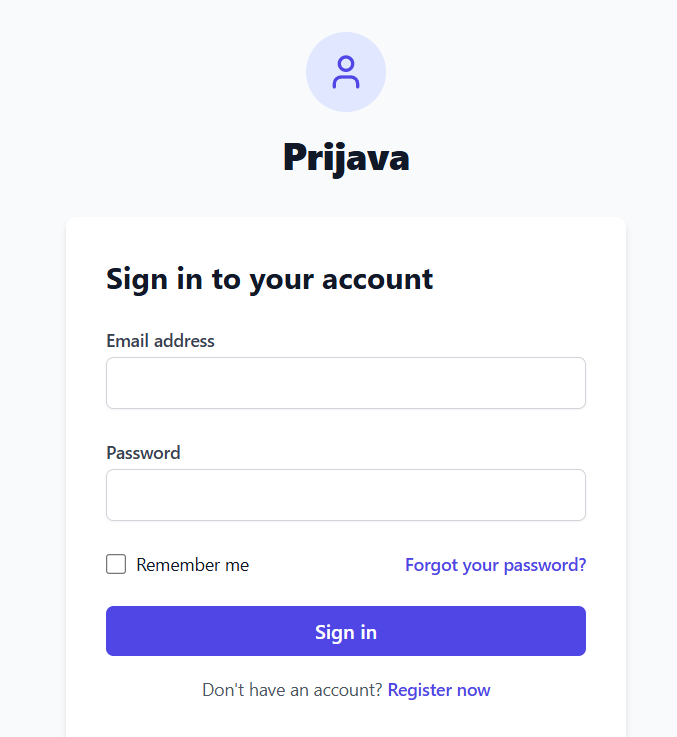 Prijava
Sign in to your account
Email address
Password
Remember me
Forgot your password?
Sign in
Don't have an account? Register now